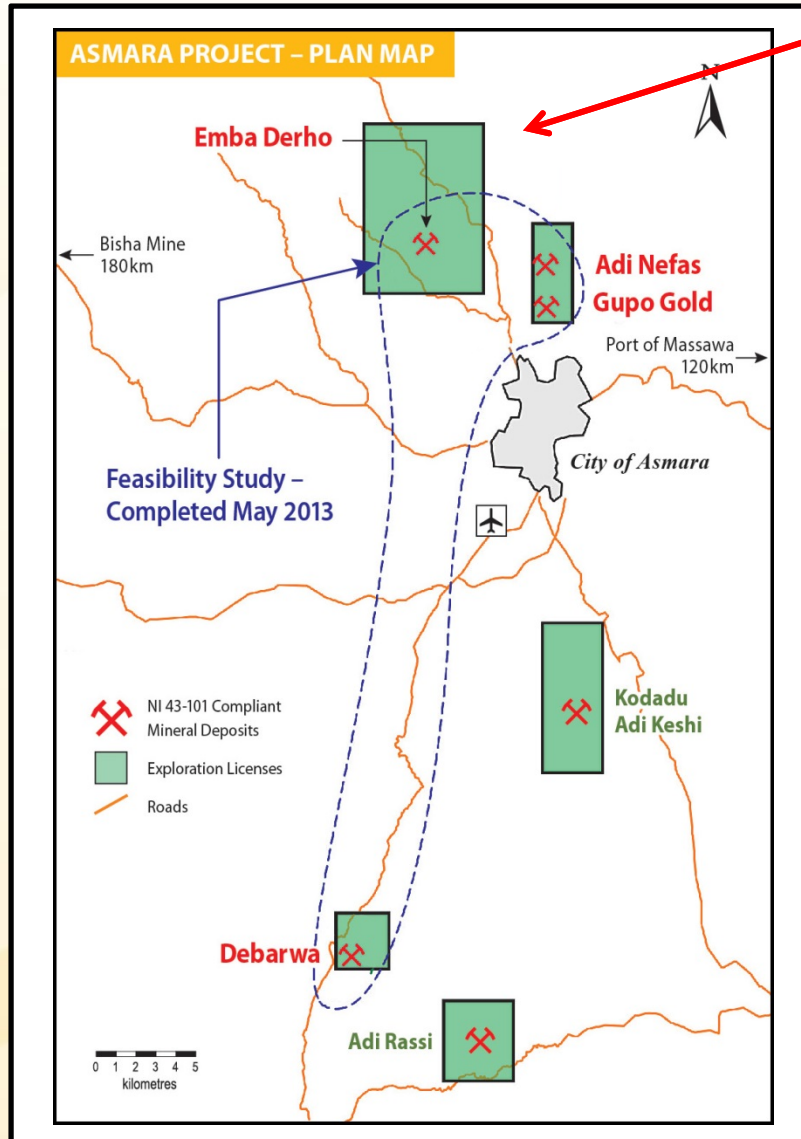 ASMARA PROJECT – PLAN MAP
N
Emba Derho
Bisha Mine
180km
Adi Nefas
Gupo Gold
Port of Massawa
120km
City of Asmara
Feasibility Study –
Completed May 2013
NI 43-101 Compliant
Mineral Deposits
Exploration Licenses
Roads
Kodadu
Adi Keshi
Debarwa
Adi Rassi
0 1 2 3 4 5
kilometres